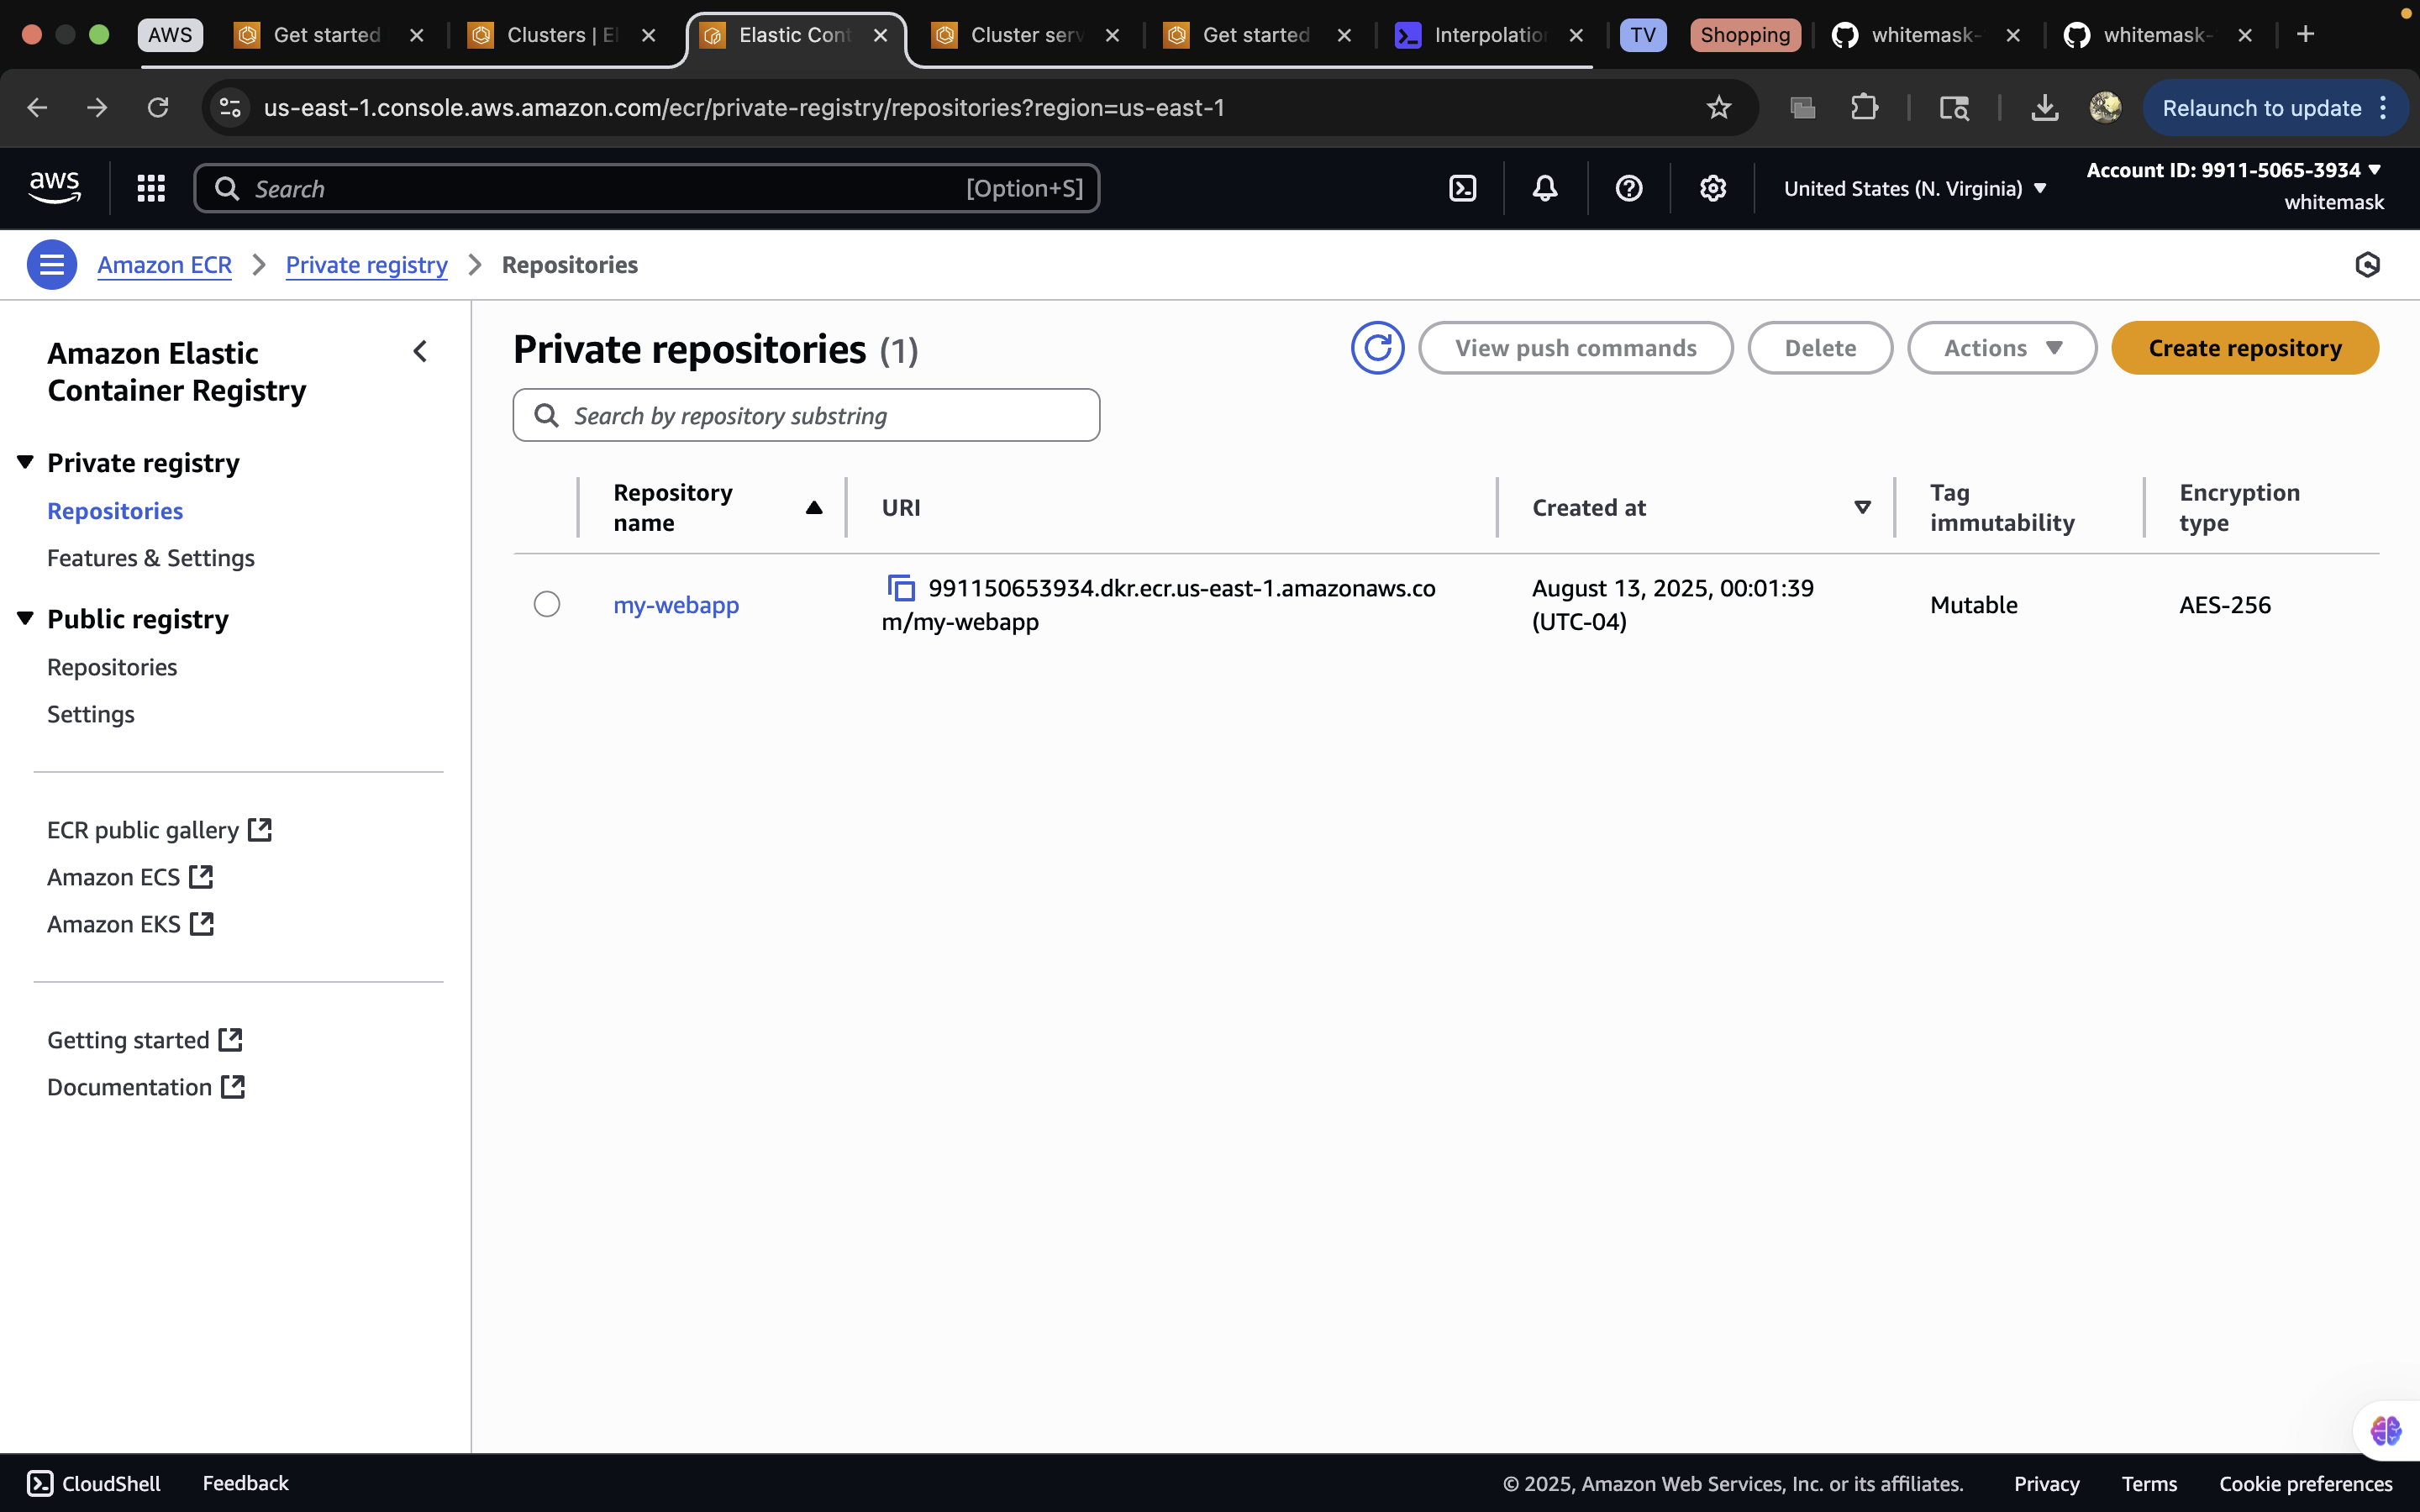 AWS
Get started
Clusters | El
Elastic Cont
Cluster serv
Get started
Interpolation
TV
Shopping
whitemask-
whitemask-
us-east-1.console.aws.amazon.com/ecr/private-registry/repositories?region=us-east-1
Relaunch to update
aws
Search
[Option+S]
United States (N. Virginia)
Account ID: 9911-5065-3934
whitemask
Amazon ECR
Private registry
Repositories
Amazon Elastic
Container Registry
Private registry
Repositories
Features & Settings
Public registry
Repositories
Settings
ECR public gallery
Amazon ECS
Amazon EKS
Getting started
Documentation
Private repositories (1)
View push commands
Delete
Actions
Create repository
Search by repository substring
Repository
name
URI
Created at
Tag
immutability
Encryption
type
my-webapp
991150653934.dkr.ecr.us-east-1.amazonaws.co
m/my-webapp
August 13, 2025, 00:01:39
(UTC-04)
Mutable
AES-256
CloudShell
Feedback
© 2025, Amazon Web Services, Inc. or its affiliates.
Privacy
Terms
Cookie preferences